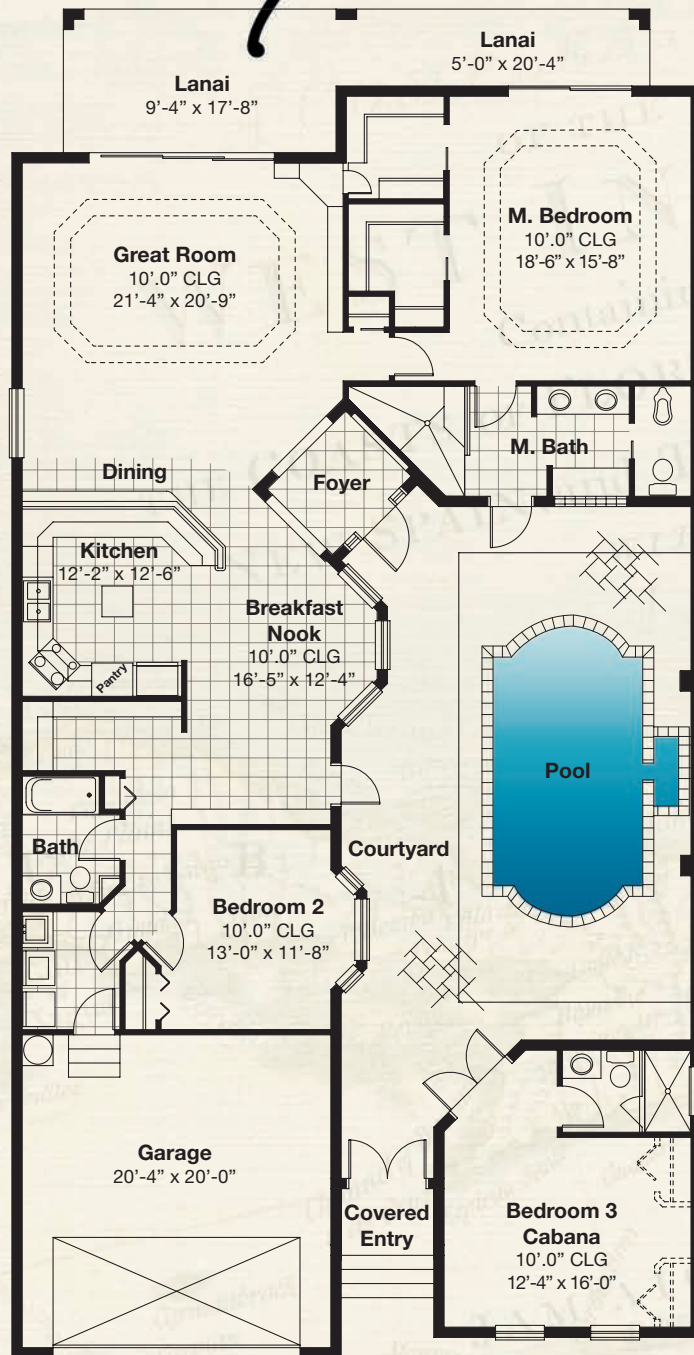 Lanai
5’-0” x 20’-4”
Lanai
9’-4” x 17’-8”
M. Bedroom
10’.0” CLG
18’-6” x 15’-8”
Great Room
10’.0” CLG
21’-4” x 20’-9”
M. Bath
Dining
Foyer
Kitchen
12’-2” x 12’-6”
Breakfast
Nook
10’.0” CLG
16’-5” x 12’-4”
Pantry
Pool
Bath
Courtyard
Bedroom 2
10’.0” CLG
13’-0” x 11’-8”
Garage
20’-4” x 20’-0”
Covered
Entry
Bedroom 3
Cabana
10’.0” CLG
12’-4” x 16’-0”